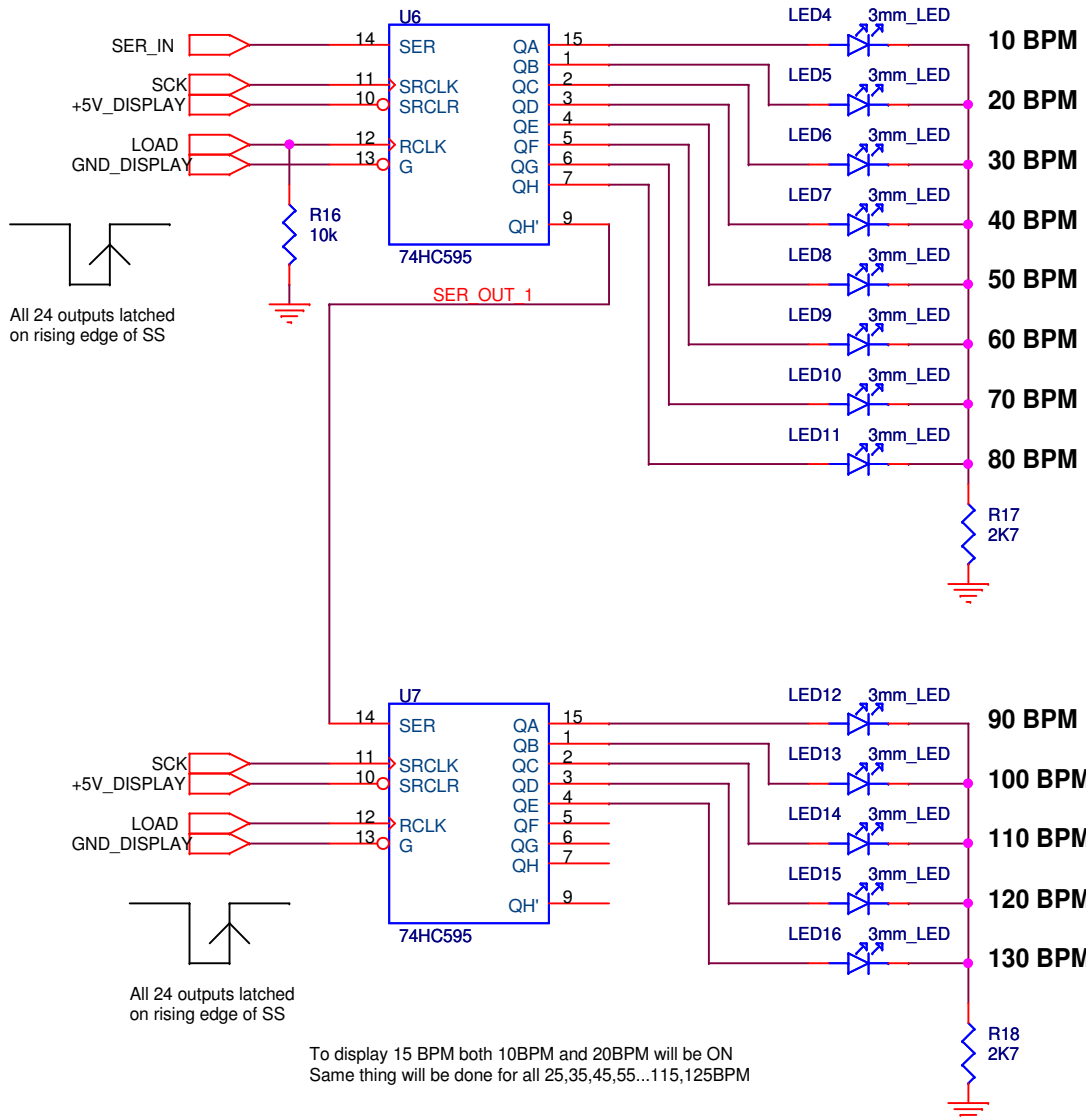 U6
SER_IN 14 SER QA 15 LED4 3mm_LED 10 BPM
QB 1 LED5 3mm_LED 20 BPM
SCK 11 SRCLK QC 2
+5V_DISPLAY 10 SRCLR QD 3
QE 4 LED6 3mm_LED 30 BPM
LOAD 12 RCLK QF 5
GND_DISPLAY 13 G QG 6
QH 7 LED7 3mm_LED 40 BPM
R16
10k
QH' 9
74HC595
LED8 3mm_LED 50 BPM
SER_OUT_1
All 24 outputs latched
on rising edge of SS
LED9 3mm_LED 60 BPM
LED10 3mm_LED 70 BPM
LED11 3mm_LED 80 BPM
R17
2K7
U7
14 SER QA 15 LED12 3mm_LED 90 BPM
QB 1 LED13 3mm_LED 100 BPM
SCK 11 SRCLK QC 2
+5V_DISPLAY 10 SRCLR QD 3
QE 4 LED14 3mm_LED 110 BPM
LOAD 12 RCLK QF 5
GND_DISPLAY 13 G QG 6
QH 7 LED15 3mm_LED 120 BPM
QH' 9
74HC595
LED16 3mm_LED 130 BPM
All 24 outputs latched
on rising edge of SS
R18
2K7
To display 15 BPM both 10BPM and 20BPM will be ON
Same thing will be done for all 25,35,45,55...115,125BPM